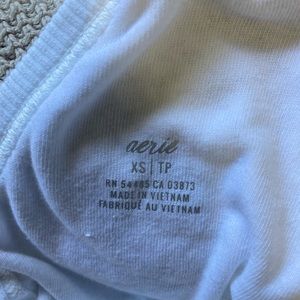 aerie
XS | TP
RN 54485 CA 03873
MADE IN VIETNAM
FABRIQUÉ AU VIETNAM